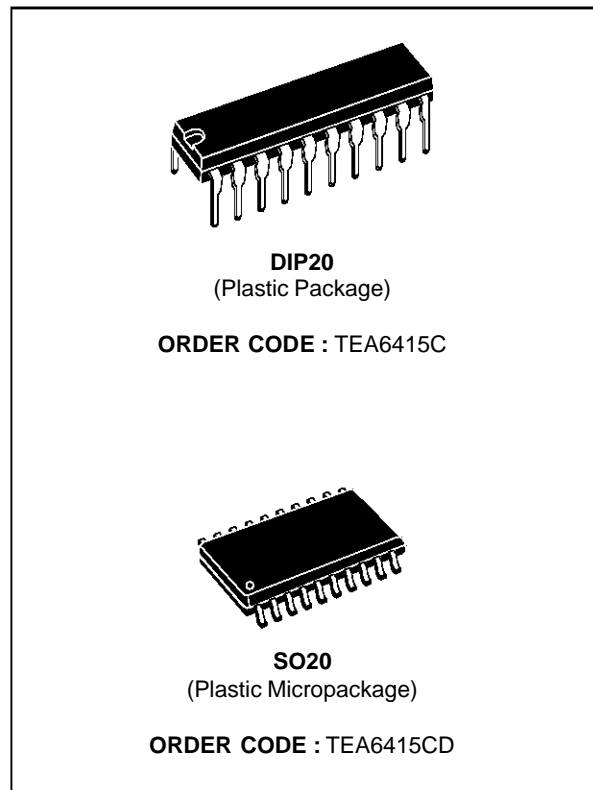 DIP20
(Plastic Package)
ORDER CODE : TEA6415C
SO20
(Plastic Micropackage)
ORDER CODE : TEA6415CD